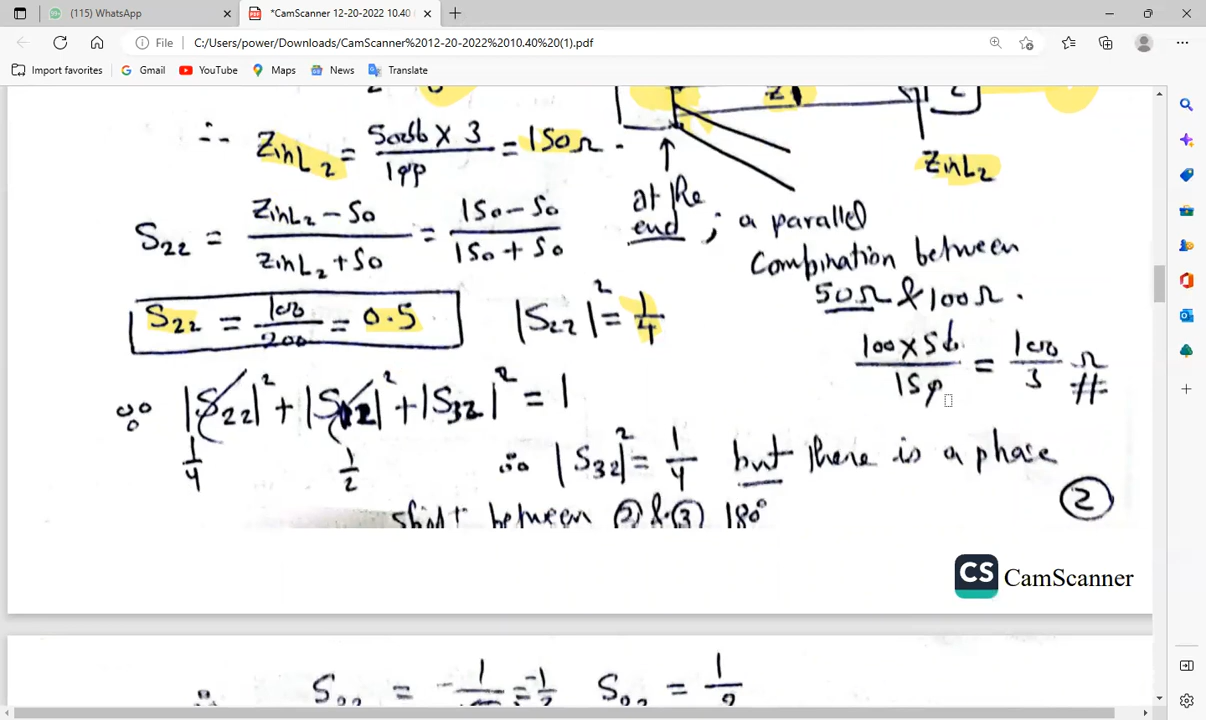 (115) WhatsApp
*CamScanner 12-20-2022 10.40
File C:/Users/power/Downloads/CamScanner%2012-20-2022%2010.40%20(1).pdf
Import favorites Gmail YouTube Maps News Translate
∴ ZinL2 = 5000 × 3 / 100 = 150Ω.
ZinL2
at the end ; a parallel
Combination between
50Ω & 100Ω.
S22 = ZinL2 - 50 / ZinL2 + 50 = 150 - 50 / 150 + 50
S22 = 100/200 = 0.5 |S22|² = 1/4
100 × 50 / 150 = 100/3 Ω #
∵ |S22|² + |S12|² + |S32|² = 1
1/4 1/2 ∴ |S32|² = 1/4 but there is a phase
shift between ② & ③ 180°
②
CS CamScanner